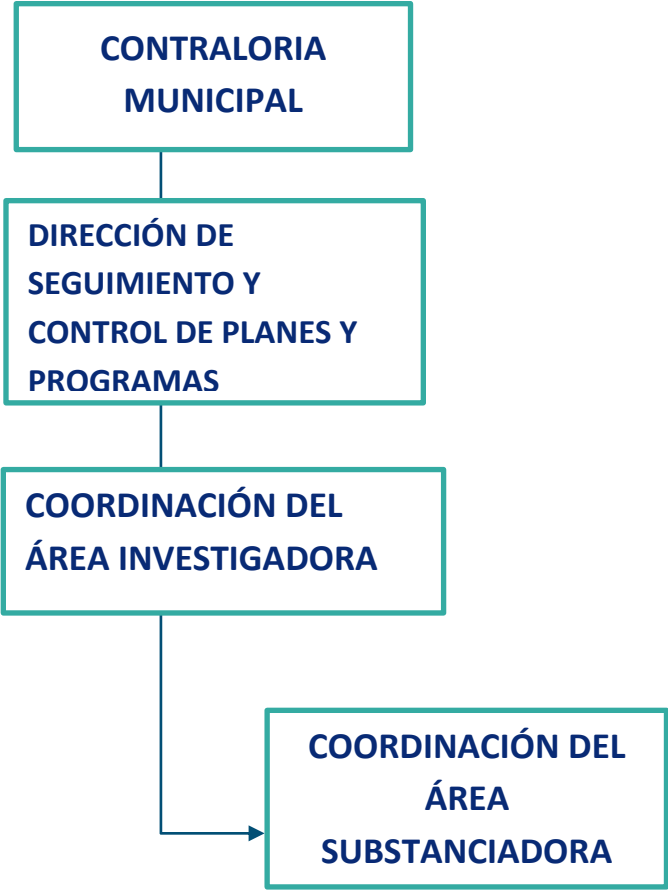 CONTRALORIA
MUNICIPAL
DIRECCIÓN DE
SEGUIMIENTO Y
CONTROL DE PLANES Y
PROGRAMAS
COORDINACIÓN DEL
ÁREA INVESTIGADORA
COORDINACIÓN DEL
ÁREA
SUBSTANCIADORA